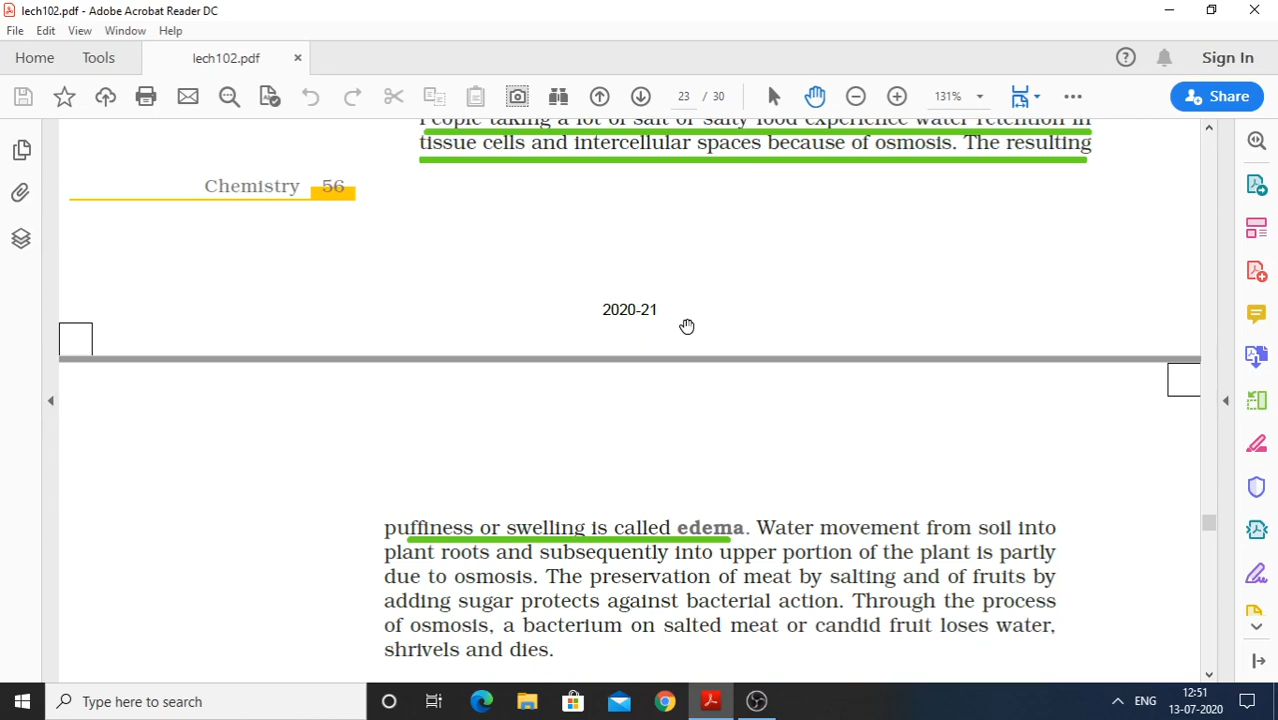 lech102.pdf - Adobe Acrobat Reader DC
File Edit View Window Help
Home Tools lech102.pdf × Sign In
23 / 30 131% Share
People taking a lot of salt or salty food experience water retention in
tissue cells and intercellular spaces because of osmosis. The resulting
Chemistry 56
2020-21
puffiness or swelling is called edema. Water movement from soil into
plant roots and subsequently into upper portion of the plant is partly
due to osmosis. The preservation of meat by salting and of fruits by
adding sugar protects against bacterial action. Through the process
of osmosis, a bacterium on salted meat or candid fruit loses water,
shrivels and dies.
Type here to search
ENG
12:51
13-07-2020